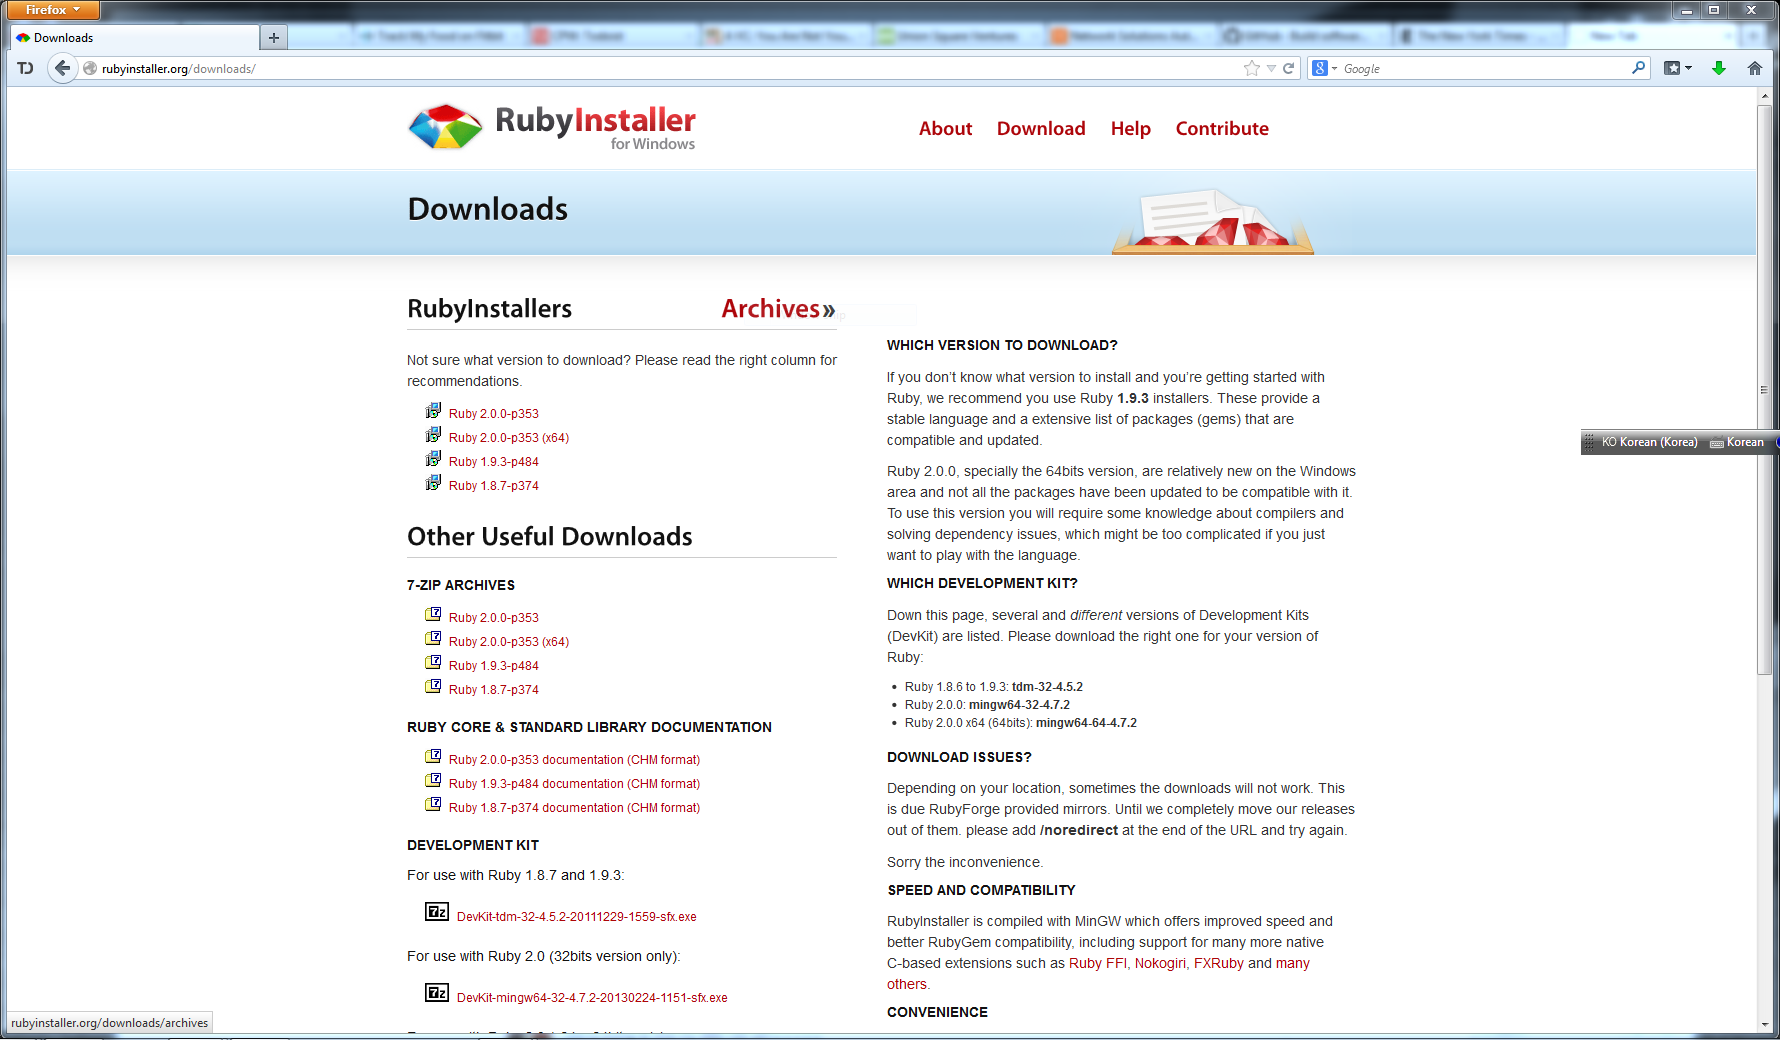 Firefox
Downloads
rubyinstaller.org/downloads/
Google
RubyInstaller
for Windows
About Download Help Contribute
Downloads
RubyInstallers
Archives»
Not sure what version to download? Please read the right column for
recommendations.
Ruby 2.0.0-p353
Ruby 2.0.0-p353 (x64)
Ruby 1.9.3-p484
Ruby 1.8.7-p374
Other Useful Downloads
7-ZIP ARCHIVES
Ruby 2.0.0-p353
Ruby 2.0.0-p353 (x64)
Ruby 1.9.3-p484
Ruby 1.8.7-p374
RUBY CORE & STANDARD LIBRARY DOCUMENTATION
Ruby 2.0.0-p353 documentation (CHM format)
Ruby 1.9.3-p484 documentation (CHM format)
Ruby 1.8.7-p374 documentation (CHM format)
DEVELOPMENT KIT
For use with Ruby 1.8.7 and 1.9.3:
DevKit-tdm-32-4.5.2-20111229-1559-sfx.exe
For use with Ruby 2.0 (32bits version only):
DevKit-mingw64-32-4.7.2-20130224-1151-sfx.exe
WHICH VERSION TO DOWNLOAD?
If you don’t know what version to install and you’re getting started with
Ruby, we recommend you use Ruby 1.9.3 installers. These provide a
stable language and a extensive list of packages (gems) that are
compatible and updated.
Ruby 2.0.0, specially the 64bits version, are relatively new on the Windows
area and not all the packages have been updated to be compatible with it.
To use this version you will require some knowledge about compilers and
solving dependency issues, which might be too complicated if you just
want to play with the language.
WHICH DEVELOPMENT KIT?
Down this page, several and different versions of Development Kits
(DevKit) are listed. Please download the right one for your version of
Ruby:
• Ruby 1.8.6 to 1.9.3: tdm-32-4.5.2
• Ruby 2.0.0: mingw64-32-4.7.2
• Ruby 2.0.0 x64 (64bits): mingw64-64-4.7.2
DOWNLOAD ISSUES?
Depending on your location, sometimes the downloads will not work. This
is due RubyForge provided mirrors. Until we completely move our releases
out of them. please add /noredirect at the end of the URL and try again.
Sorry the inconvenience.
SPEED AND COMPATIBILITY
RubyInstaller is compiled with MinGW which offers improved speed and
better RubyGem compatibility, including support for many more native
C-based extensions such as Ruby FFI, Nokogiri, FXRuby and many
others.
CONVENIENCE
KO Korean (Korea) Korean
rubyinstaller.org/downloads/archives